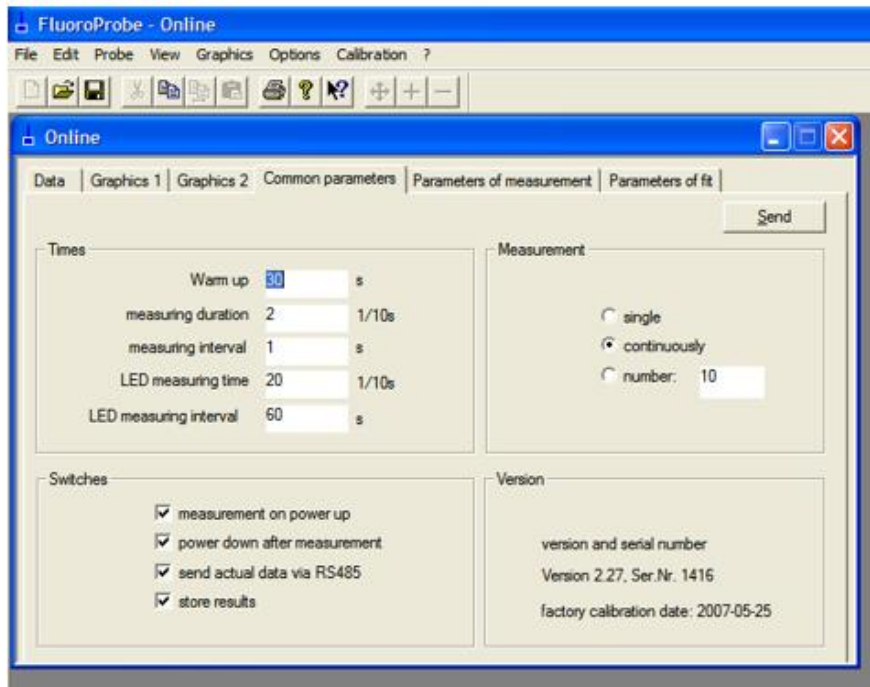 FluoroProbe - Online
File Edit Probe View Graphics Options Calibration ?
Online
Data Graphics 1 Graphics 2 Common parameters Parameters of measurement Parameters of fit
Send
Times
Warm up 30 s
measuring duration 2 1/10s
measuring interval 1 s
LED measuring time 20 1/10s
LED measuring interval 60 s
Measurement
single
continuously
number: 10
Switches
measurement on power up
power down after measurement
send actual data via RS485
store results
Version
version and serial number
Version 2.27, Ser.Nr. 1416
factory calibration date: 2007-05-25